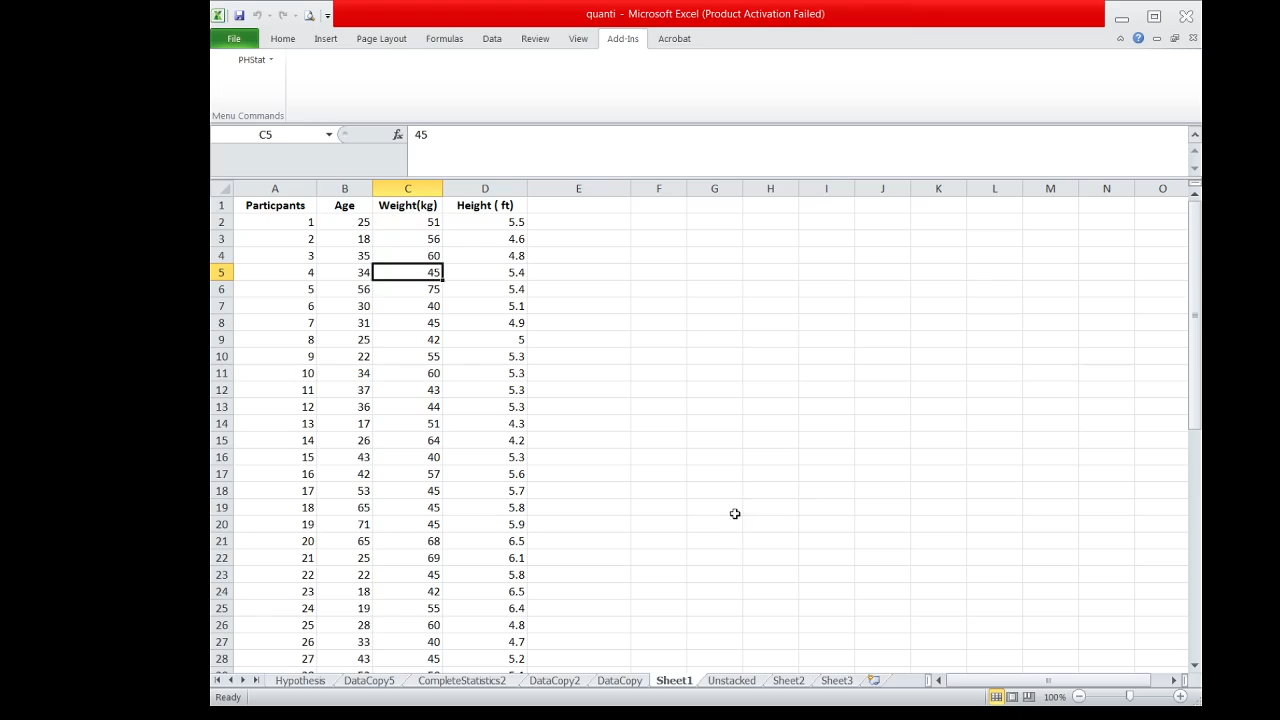 quanti - Microsoft Excel (Product Activation Failed)
File Home Insert Page Layout Formulas Data Review View Add-Ins Acrobat
PHStat
Menu Commands
C5 fx 45
A B C D E F G H I J K L M N O
1 Particpants Age Weight(kg) Height ( ft)
2 1 25 51 5.5
3 2 18 56 4.6
4 3 35 60 4.8
5 4 34 45 5.4
6 5 56 75 5.4
7 6 30 40 5.1
8 7 31 45 4.9
9 8 25 42 5
10 9 22 55 5.3
11 10 34 60 5.3
12 11 37 43 5.3
13 12 36 44 5.3
14 13 17 51 4.3
15 14 26 64 4.2
16 15 43 40 5.3
17 16 42 57 5.6
18 17 53 45 5.7
19 18 65 45 5.8
20 19 71 45 5.9
21 20 65 68 6.5
22 21 25 69 6.1
23 22 22 45 5.8
24 23 18 42 6.5
25 24 19 55 6.4
26 25 28 60 4.8
27 26 33 40 4.7
28 27 43 45 5.2
Hypothesis DataCopy5 CompleteStatistics2 DataCopy2 DataCopy Sheet1 Unstacked Sheet2 Sheet3
Ready 100%